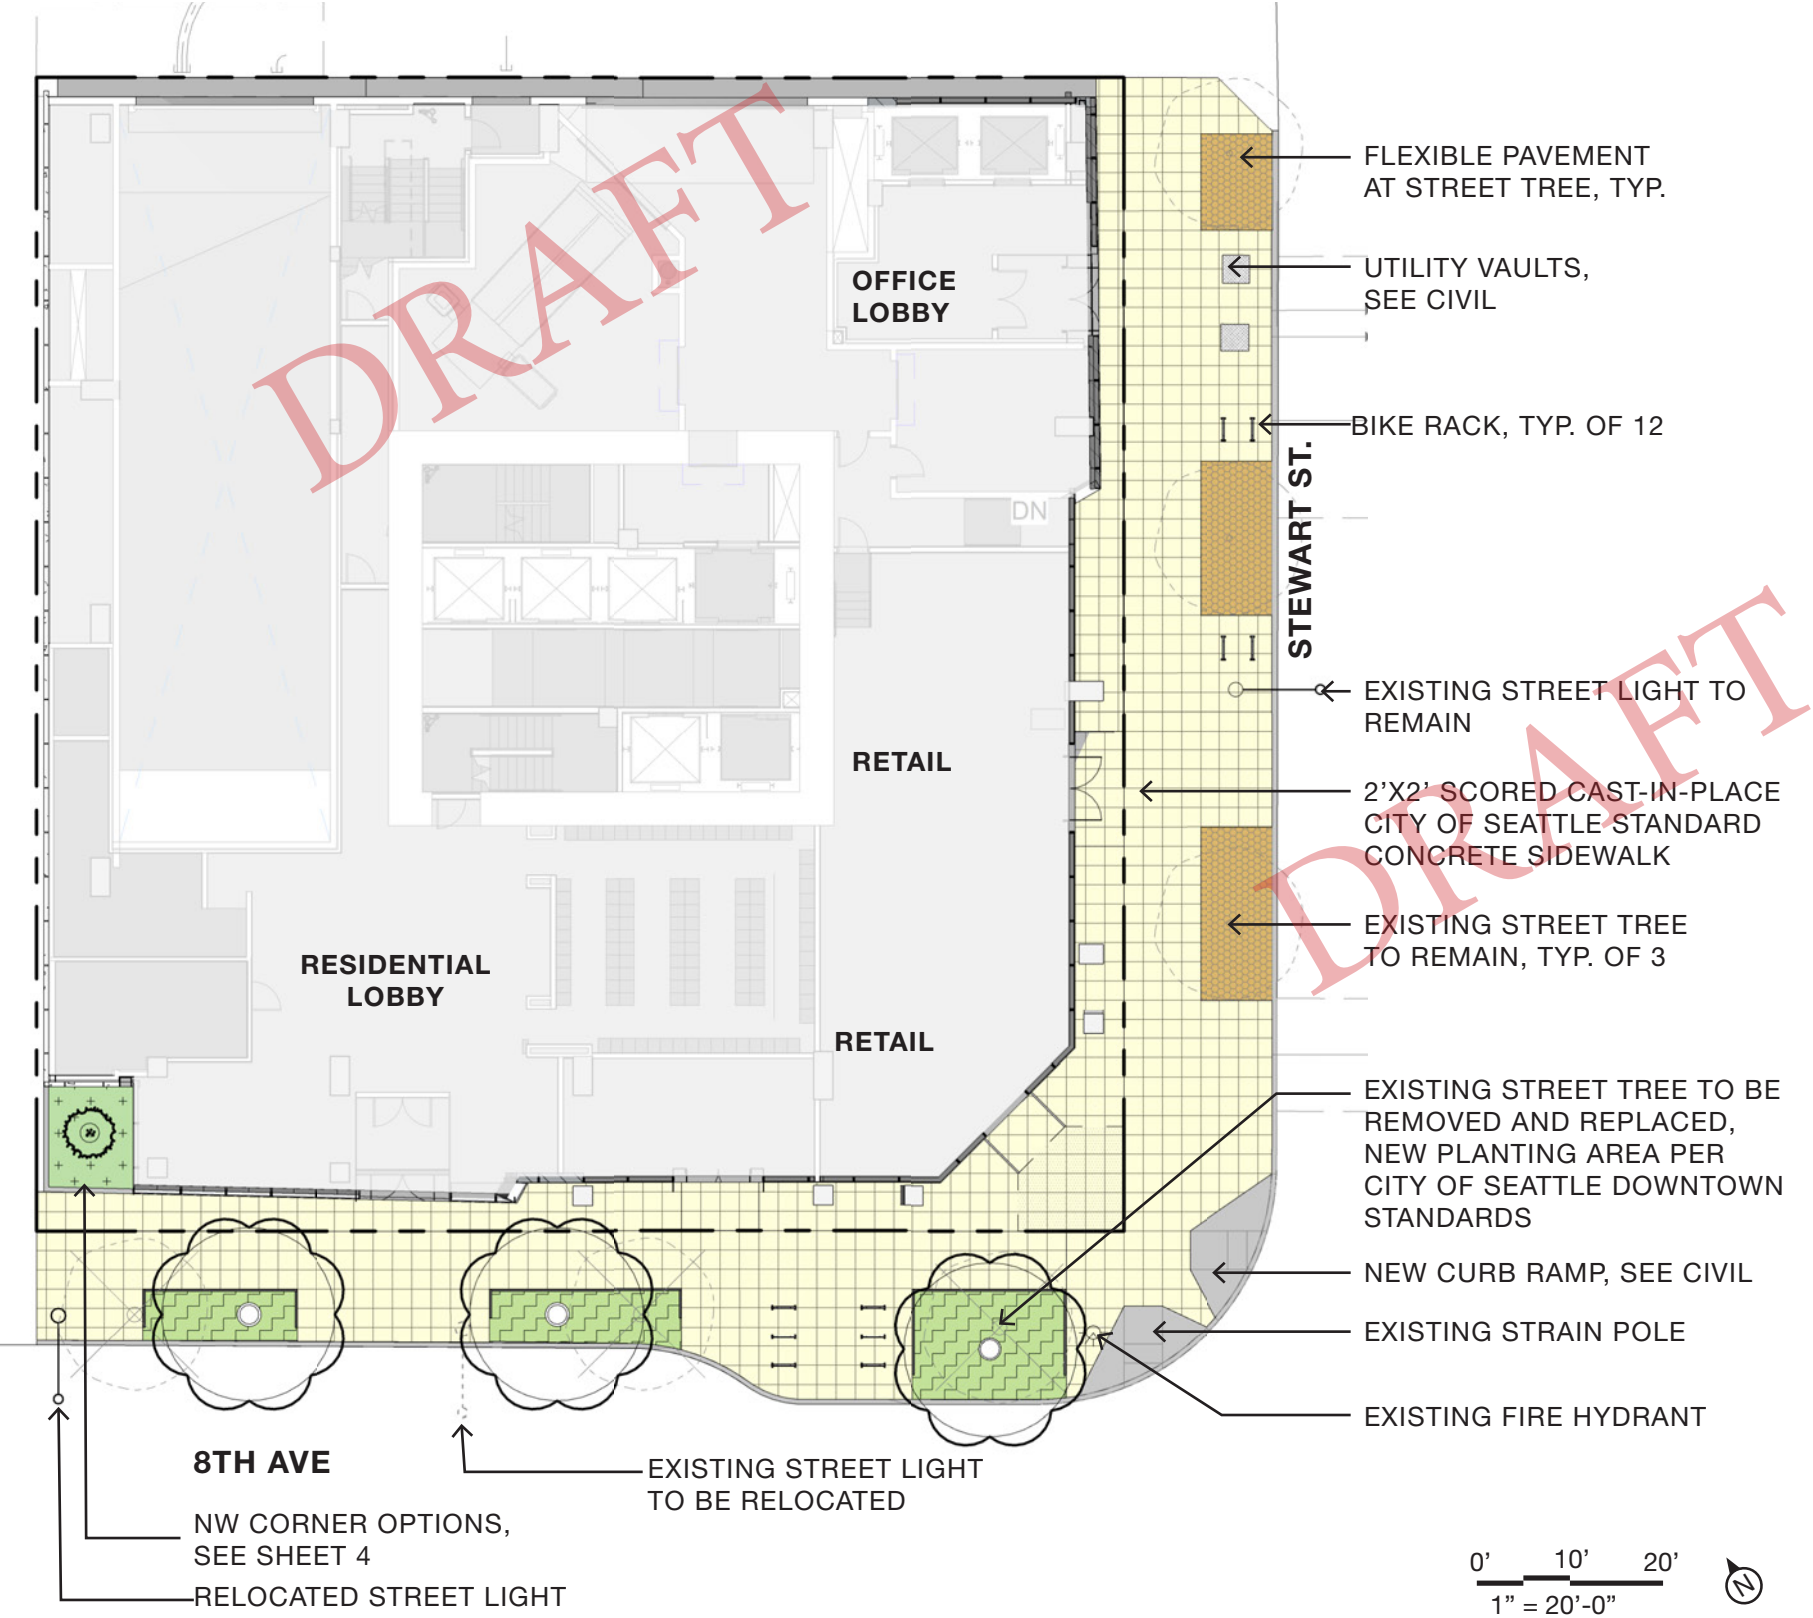 FLEXIBLE PAVEMENT
AT STREET TREE, TYP.
UTILITY VAULTS,
SEE CIVIL
OFFICE
LOBBY
DRAFT
BIKE RACK, TYP. OF 12
STEWART ST.
DN
EXISTING STREET LIGHT TO
REMAIN
RETAIL
2’X2’ SCORED CAST-IN-PLACE
CITY OF SEATTLE STANDARD
CONCRETE SIDEWALK
DRAFT
EXISTING STREET TREE
TO REMAIN, TYP. OF 3
RESIDENTIAL
LOBBY
RETAIL
EXISTING STREET TREE TO BE
REMOVED AND REPLACED,
NEW PLANTING AREA PER
CITY OF SEATTLE DOWNTOWN
STANDARDS
NEW CURB RAMP, SEE CIVIL
EXISTING STRAIN POLE
EXISTING FIRE HYDRANT
8TH AVE
EXISTING STREET LIGHT
TO BE RELOCATED
NW CORNER OPTIONS,
SEE SHEET 4
RELOCATED STREET LIGHT
0’ 10’ 20’
1” = 20’-0”
N